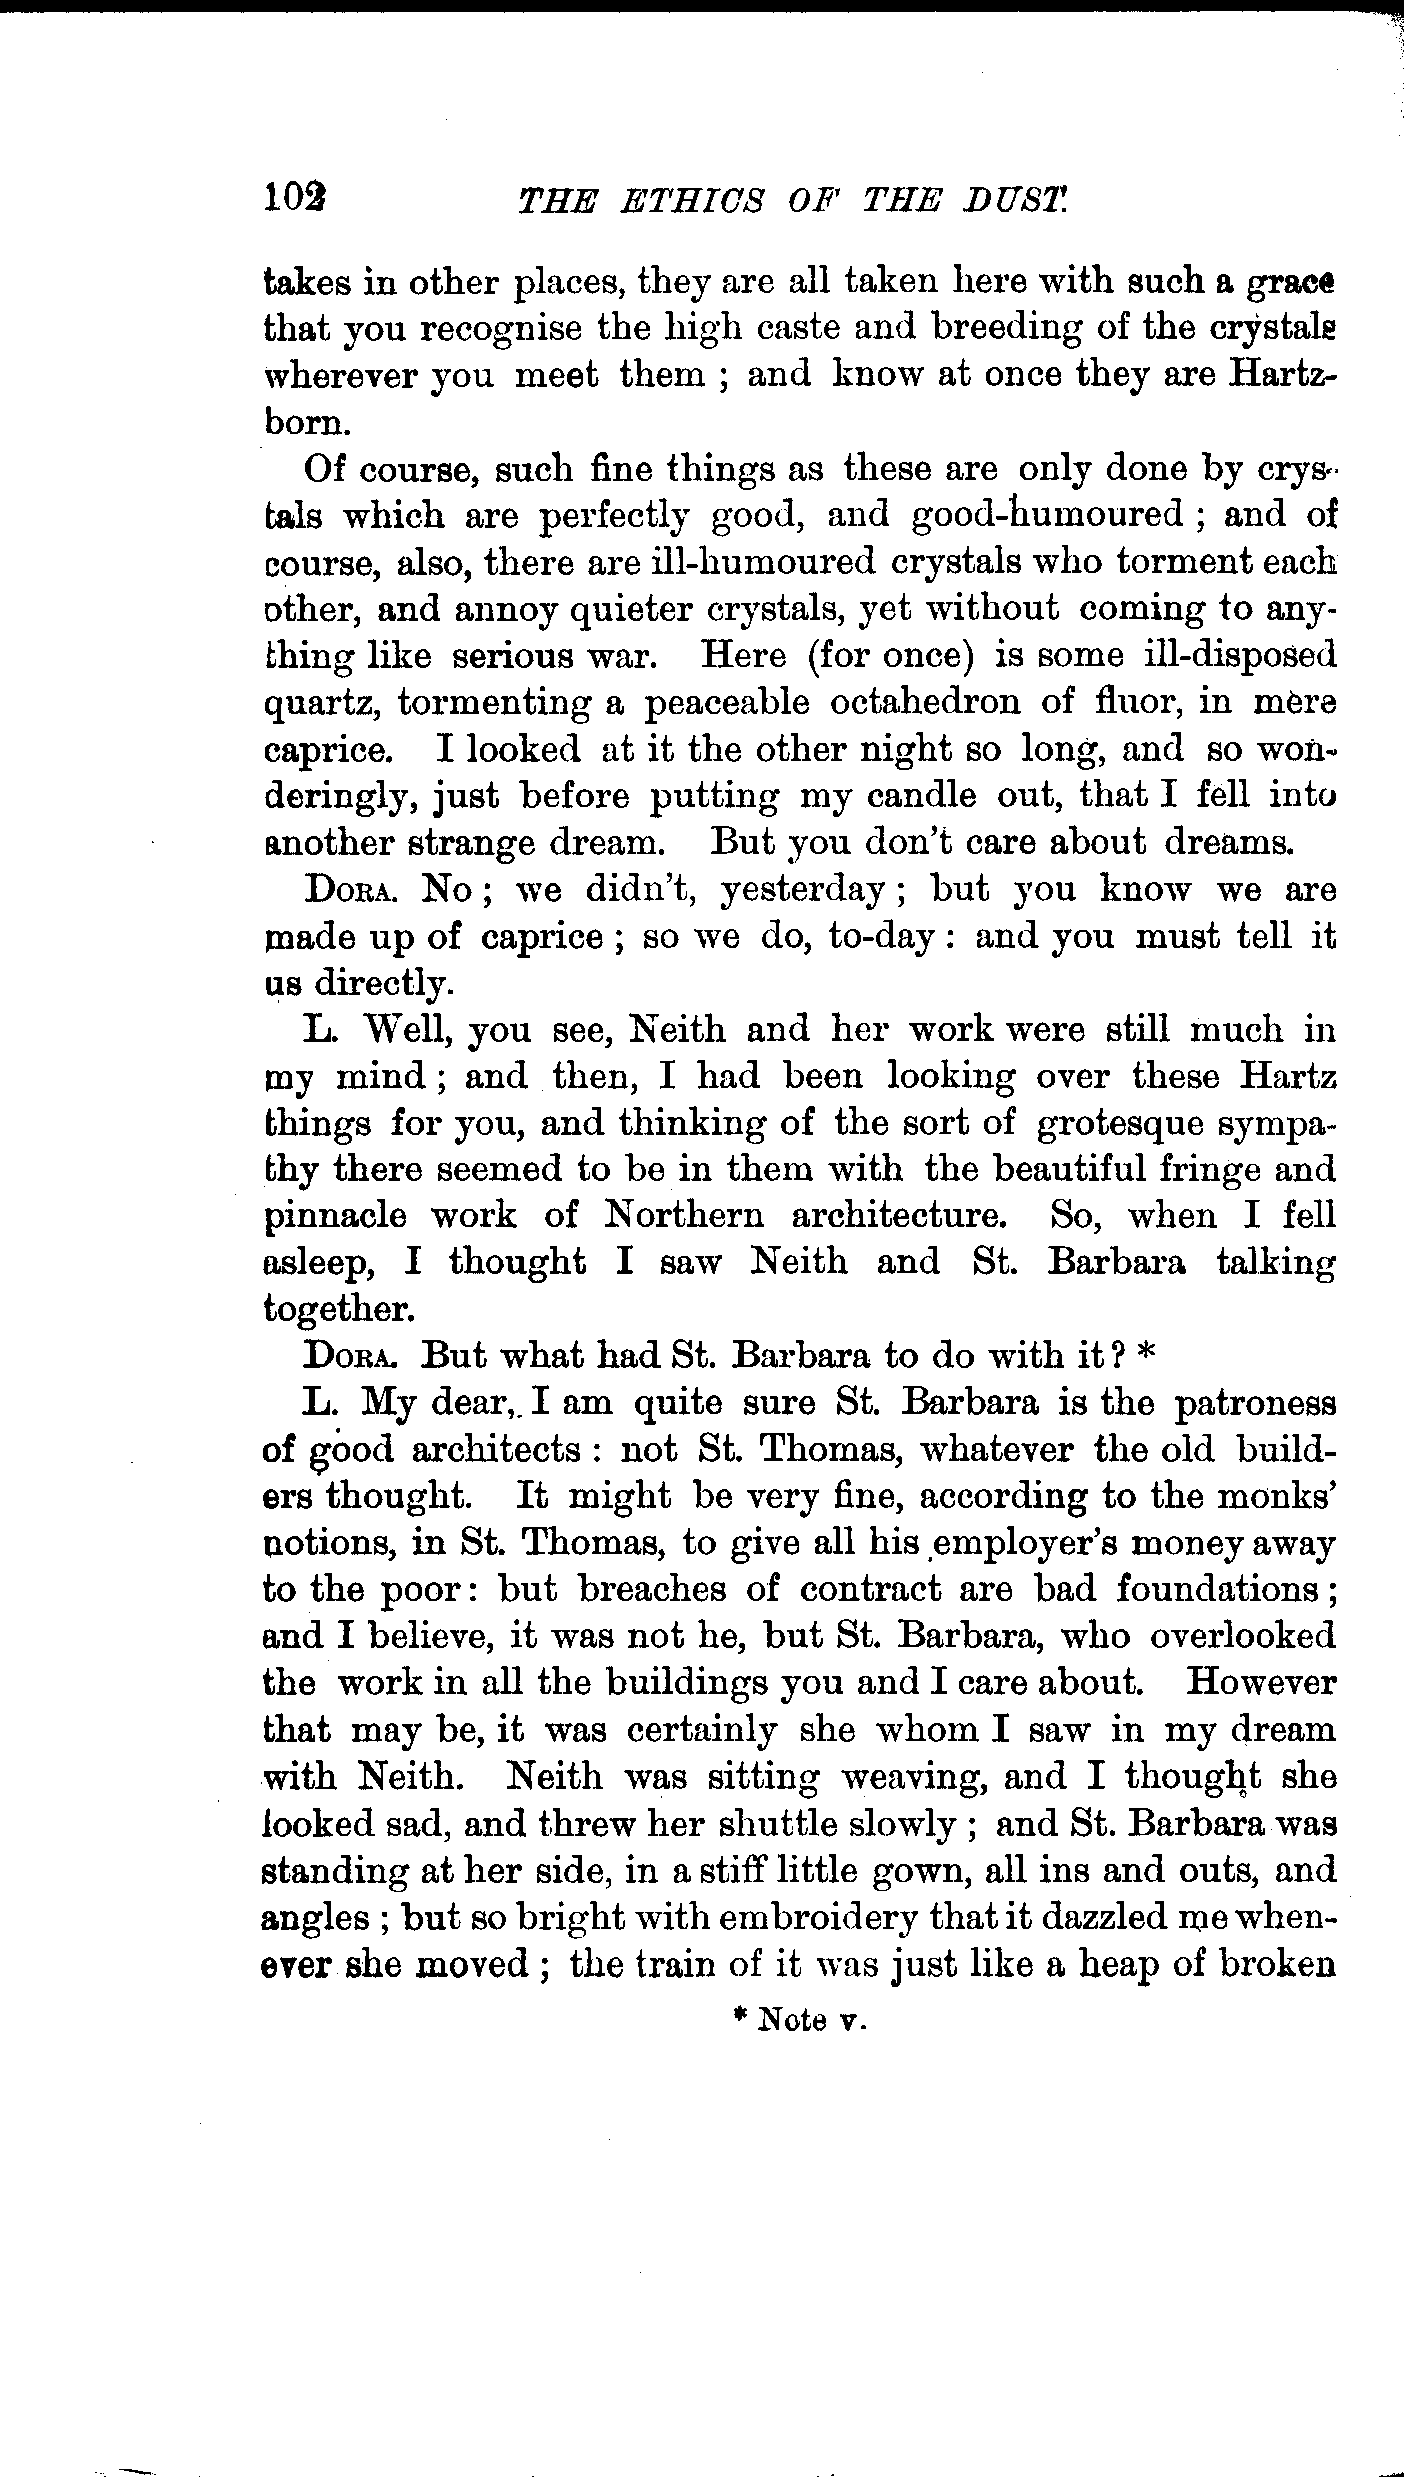 102 THE ETHICS OF THE DUST.
takes in other places, they are all taken here with such a grace
that you recognise the high caste and breeding of the crystals
wherever you meet them ; and know at once they are Hartz-
born.
Of course, such fine things as these are only done by crys-
tals which are perfectly good, and good-humoured ; and of
course, also, there are ill-humoured crystals who torment each
other, and annoy quieter crystals, yet without coming to any-
thing like serious war. Here (for once) is some ill-disposed
quartz, tormenting a peaceable octahedron of fluor, in mere
caprice. I looked at it the other night so long, and so won-
deringly, just before putting my candle out, that I fell into
another strange dream. But you don't care about dreams.
DORA. No ; we didn't, yesterday ; but you know we are
made up of caprice ; so we do, to-day : and you must tell it
us directly.
L. Well, you see, Neith and her work were still much in
my mind ; and then, I had been looking over these Hartz
things for you, and thinking of the sort of grotesque sympa-
thy there seemed to be in them with the beautiful fringe and
pinnacle work of Northern architecture. So, when I fell
asleep, I thought I saw Neith and St. Barbara talking
together.
DORA. But what had St. Barbara to do with it? *
L. My dear, I am quite sure St. Barbara is the patroness
of good architects : not St. Thomas, whatever the old build-
ers thought. It might be very fine, according to the monks'
notions, in St. Thomas, to give all his employer's money away
to the poor: but breaches of contract are bad foundations ;
and I believe, it was not he, but St. Barbara, who overlooked
the work in all the buildings you and I care about. However
that may be, it was certainly she whom I saw in my dream
with Neith. Neith was sitting weaving, and I thought she
looked sad, and threw her shuttle slowly ; and St. Barbara was
standing at her side, in a stiff little gown, all ins and outs, and
angles ; but so bright with embroidery that it dazzled me when-
ever she moved ; the train of it was just like a heap of broken
* Note v.